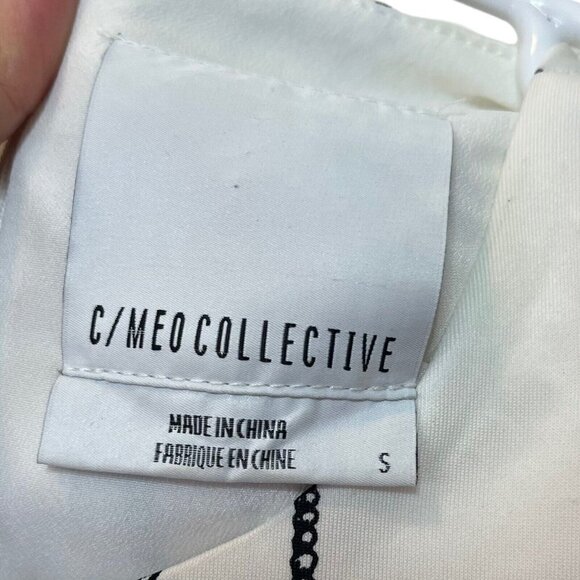 C/MEO COLLECTIVE
MADE IN CHINA
FABRIQUE EN CHINE S